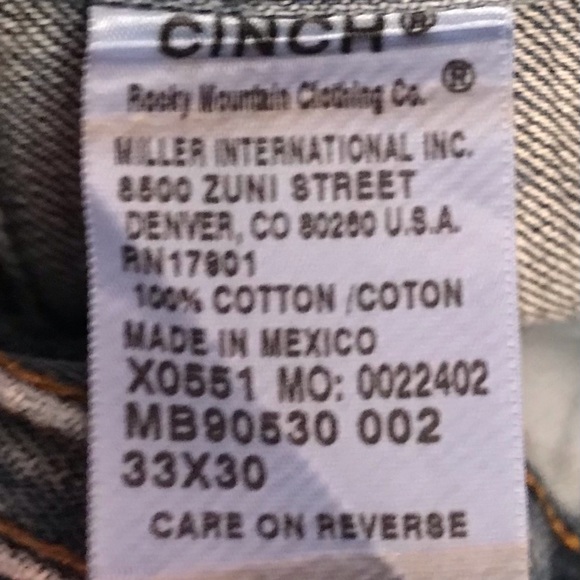 CINCH®
Rocky Mountain Clothing Co. ®
MILLER INTERNATIONAL INC.
8500 ZUNI STREET
DENVER, CO 80260 U.S.A.
RN17801
100% COTTON /COTON
MADE IN MEXICO
X0551 MO: 0022402
MB90530 002
33X30
CARE ON REVERSE